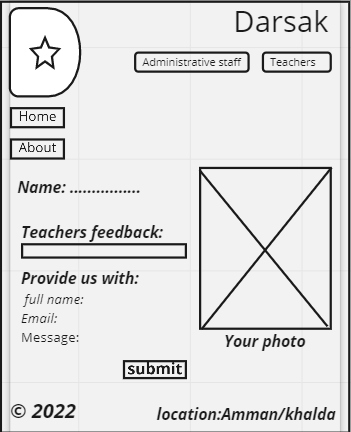 Darsak
Administrative staff
Teachers
Home
About
Name: ................
Teachers feedback:
Provide us with:
full name:
Email:
Message:
submit
Your photo
© 2022
location:Amman/khalda